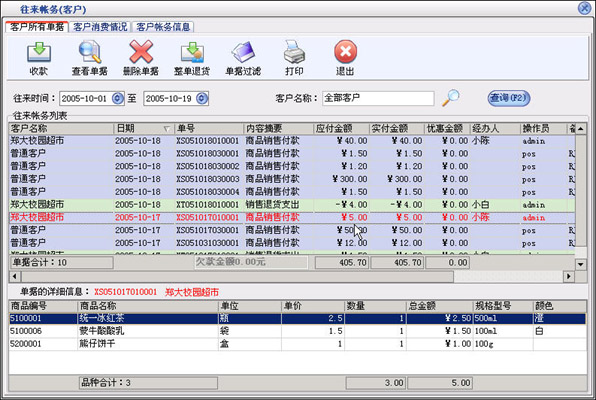 往来帐务(客户)
客户所有单据 客户消费情况 客户帐务信息
收款 查看单据 删除单据 整单退货 单据过滤 打印 退出
往来时间： 2005-10-01 至 2005-10-19 客户名称： 全部客户 查询(F2)
往来帐务列表
客户名称 日期 单号 内容摘要 应付金额 实付金额 优惠金额 经办人 操作员
郑大校园超市 2005-10-18 XS051018010001 商品销售付款 ￥40.00 ￥40.00 ￥0.00 小陈 admin
普通客户 2005-10-18 XS051018030001 商品销售付款 ￥1.50 ￥1.50 ￥0.00 pos R
普通客户 2005-10-18 XS051018030002 商品销售付款 ￥1.20 ￥1.20 ￥0.00 pos R
普通客户 2005-10-18 XS051018030003 商品销售付款 ￥300.00 ￥300.00 ￥0.00 pos R
普通客户 2005-10-18 XS051018030004 商品销售付款 ￥1.50 ￥1.50 ￥0.00 pos R
郑大校园超市 2005-10-18 XT051018010001 销售退货支出 -￥4.00 -￥4.00 ￥0.00 小白 admin
郑大校园超市 2005-10-17 XS051017010001 商品销售付款 ￥5.00 ￥5.00 ￥0.00 小陈 admin
普通客户 2005-10-17 XS051017030001 商品销售付款 ￥50.00 ￥0.00 pos R
普通客户 2005-10-17 XS051031030001 商品销售付款 ￥12.00 ￥12.00 ￥0.00 pos R
单据合计：10 欠款金额0.00元 405.70 405.70 0.00
单据的详细信息： XS051017010001 郑大校园超市
商品编号 商品名称 单位 单价 数量 总金额 规格型号 颜色
5100001 统一冰红茶 瓶 2.5 1 ￥2.50 500ml 澄
5100006 蒙牛酸酸乳 袋 1.5 1 ￥1.50 100ml 白
5200001 熊仔饼干 盒 1 1 ￥1.00 100g
品种合计：3 3.00 5.00